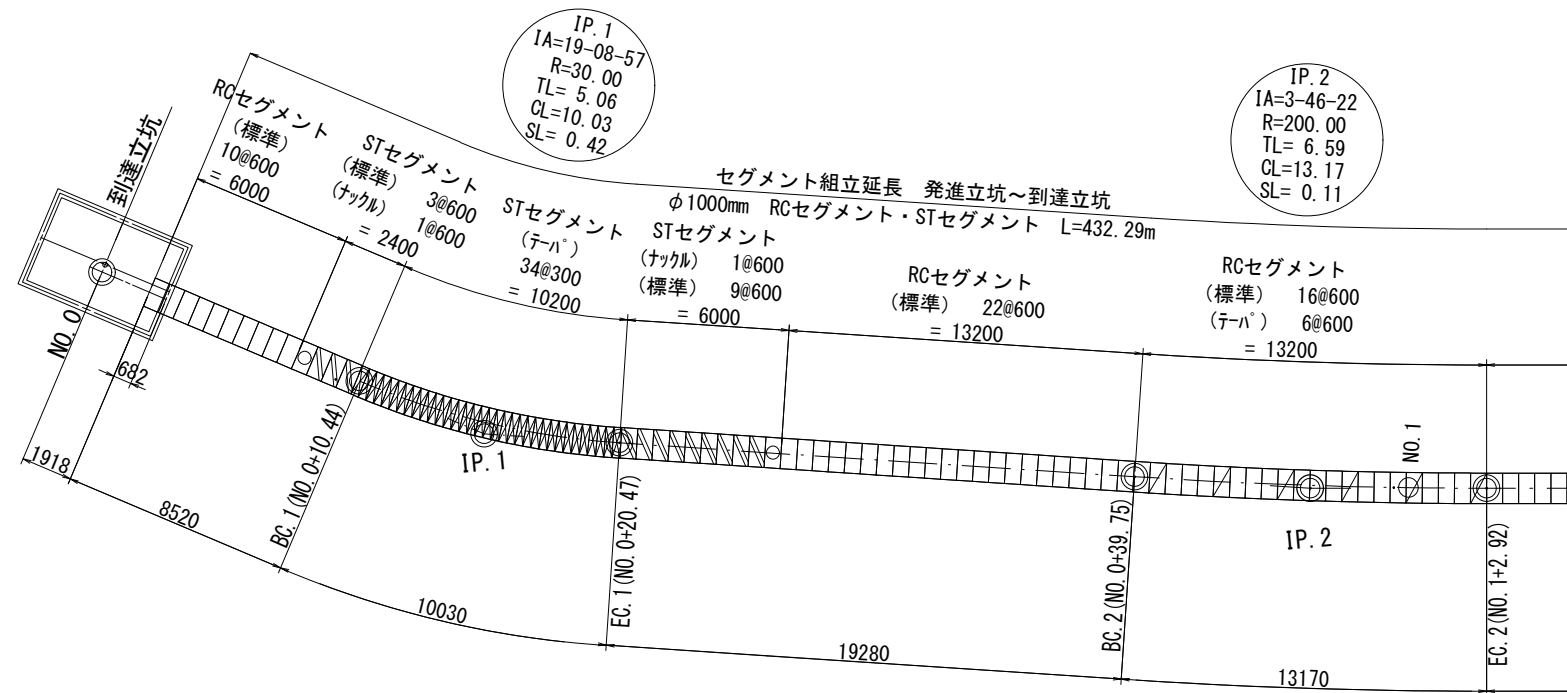 IP. 1
IA=19-08-57
R=30. 00
TL= 5. 06
CL=10. 03
SL= 0. 42
IP. 2
IA=3-46-22
R=200. 00
TL= 6. 59
CL=13. 17
SL= 0. 11
セグメント組立延長 発進立坑～到達立坑
φ1000mm RCセグメント・STセグメント L=432. 29m
到達立坑
RCセグメント
(標準)
10@600
= 6000
STセグメント
(標準) 3@600
(ナックル) 1@600
= 2400
STセグメント
(テーパ)
34@300
= 10200
STセグメント
(ナックル) 1@600
(標準) 9@600
= 6000
RCセグメント
(標準) 22@600
= 13200
RCセグメント
(標準) 16@600
(テーパ) 6@600
= 13200
NO. 0
682
1918
8520
BC. 1 (NO. 0+10. 44)
IP. 1
10030
EC. 1 (NO. 0+20. 47)
19280
BC. 2 (NO. 0+39. 75)
IP. 2
NO. 1
13170
EC. 2 (NO. 1+2. 92)